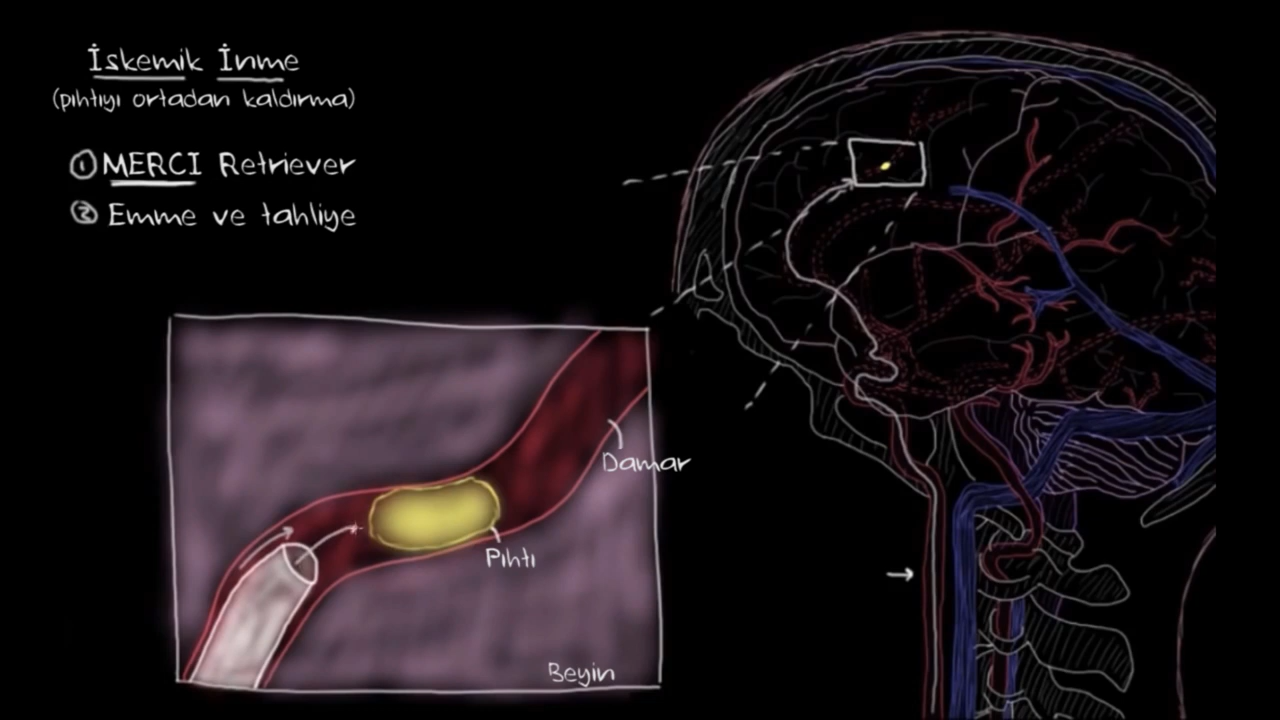 İskemik İnme
(pıhtıyı ortadan kaldırma)
① MERCI Retriever
② Emme ve tahliye
Damar
Pıhtı
Beyin